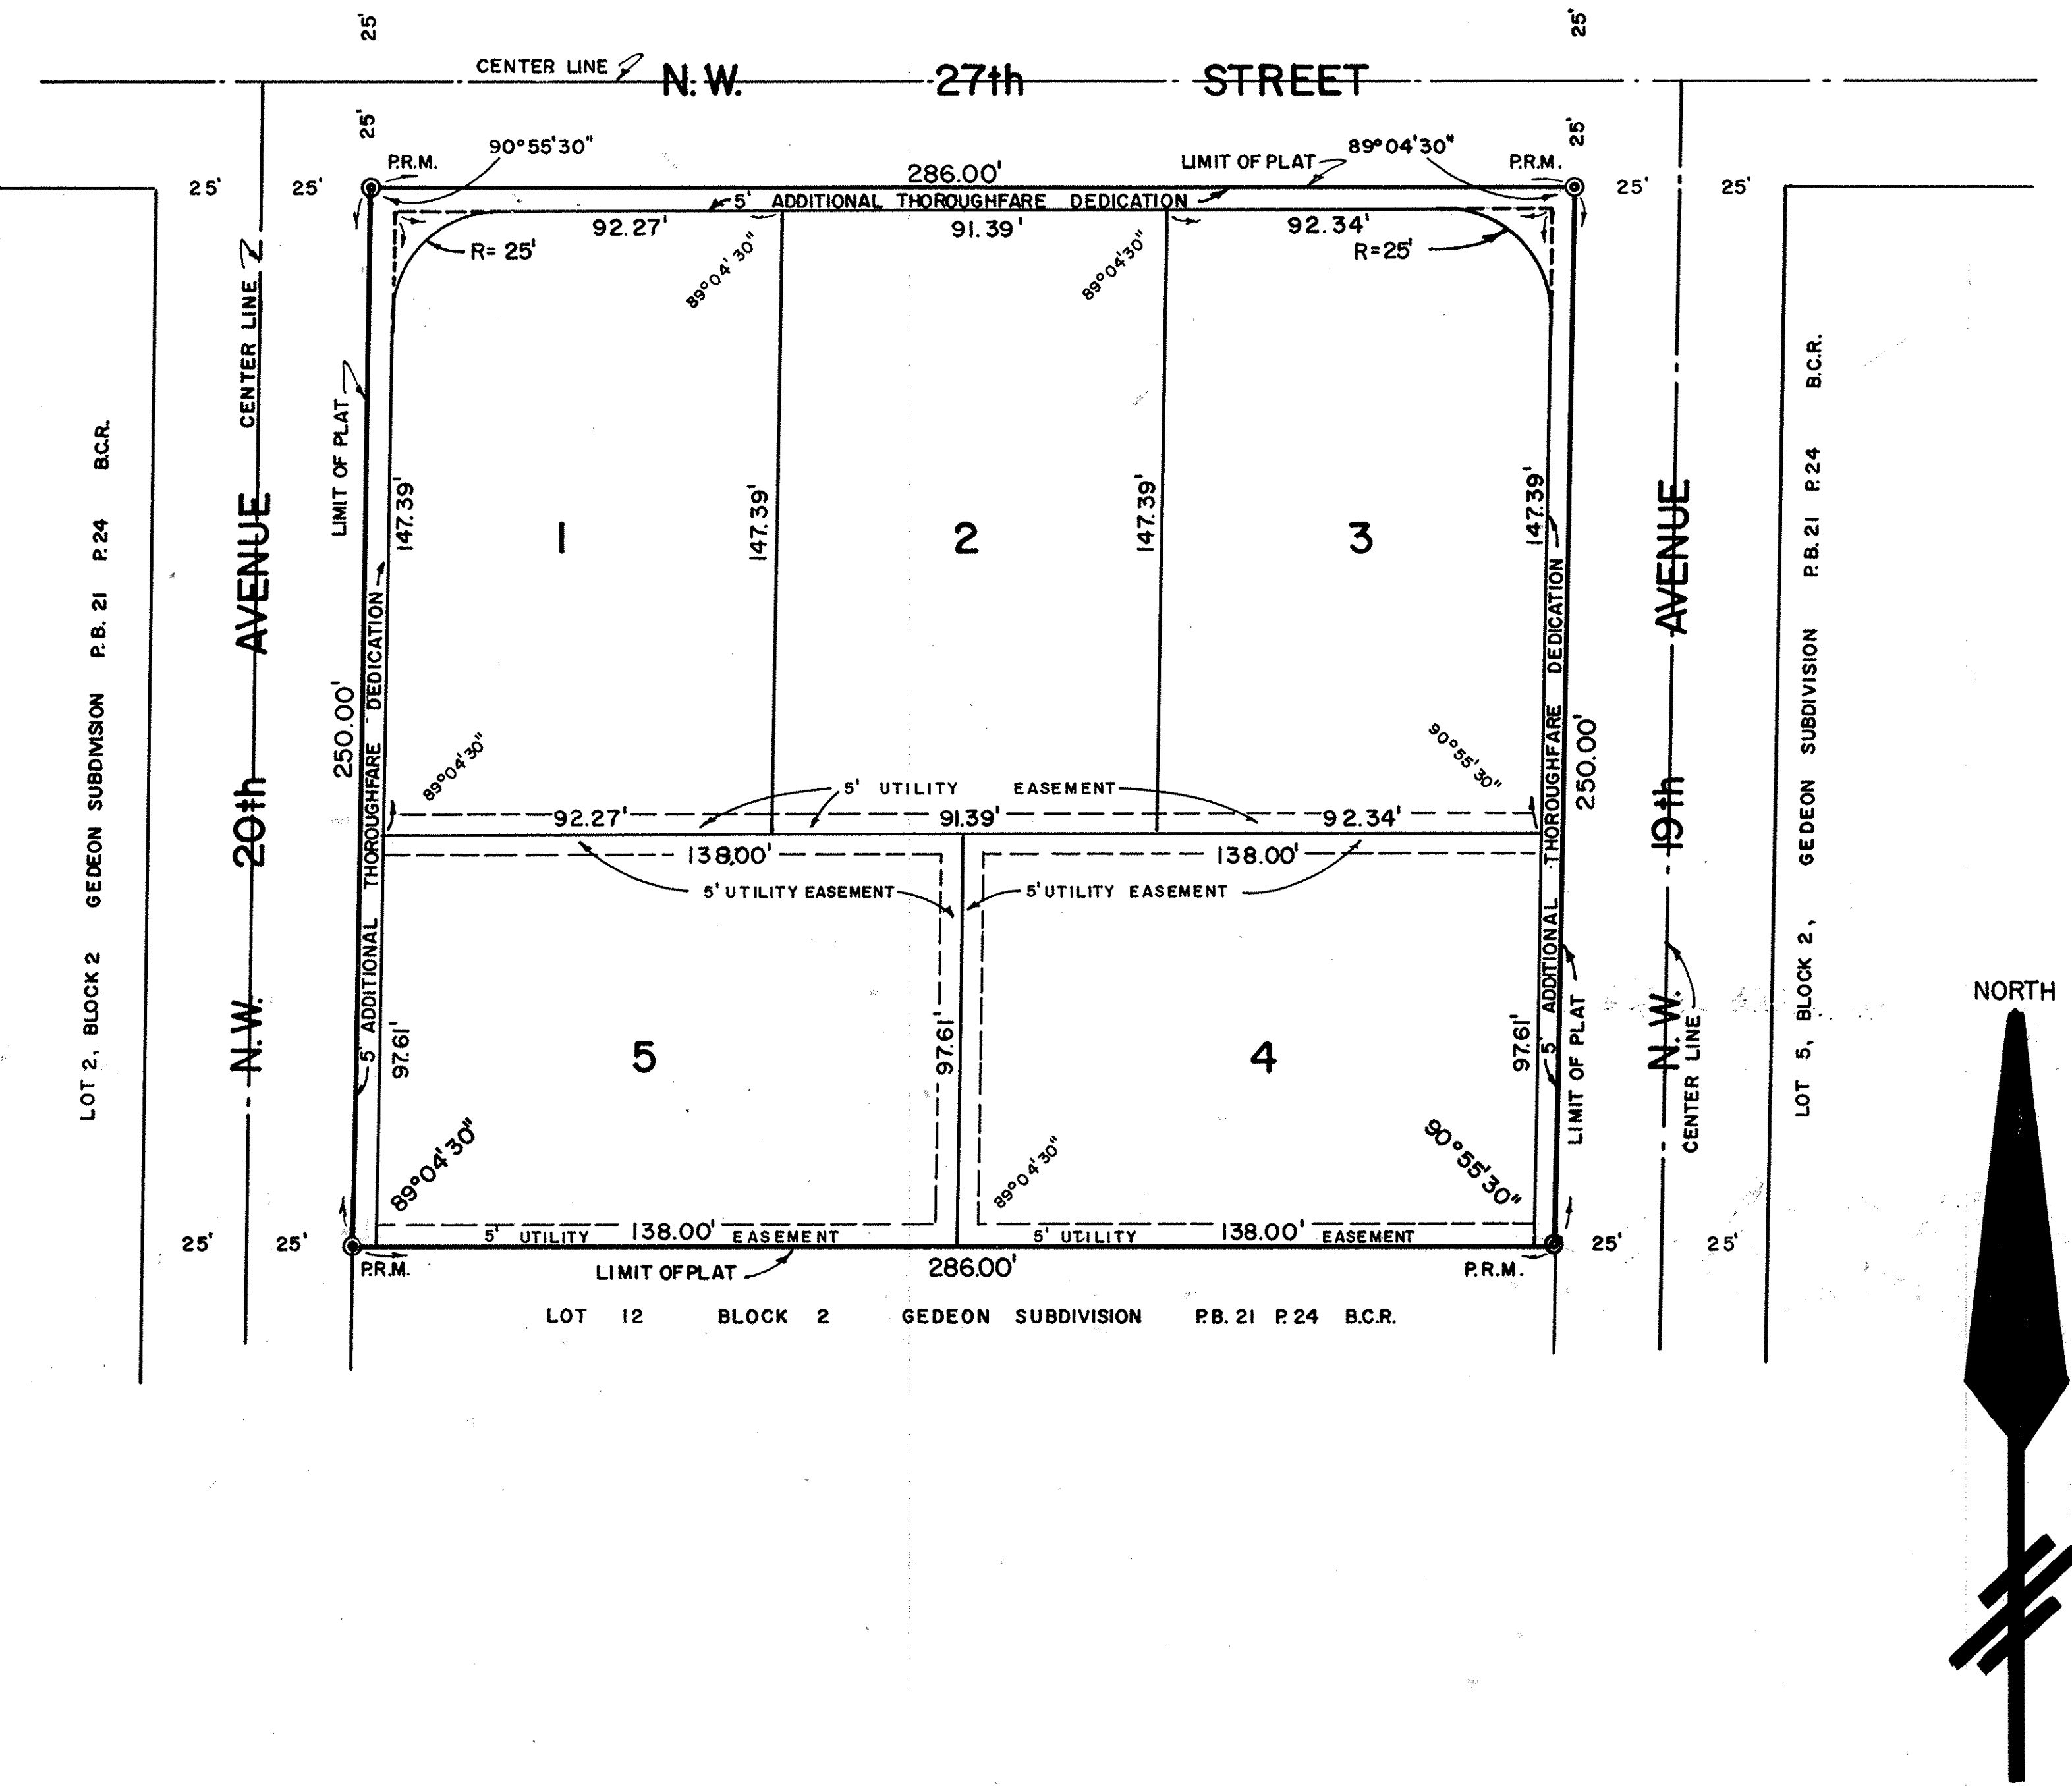 25'
25'
CENTER LINE
N.W. 27th STREET
25'
25'
90°55'30"
89°04'30"
P.R.M.
LIMIT OF PLAT
P.R.M.
286.00'
25' 25'
25' 25'
5' ADDITIONAL THOROUGHFARE DEDICATION
92.27'
91.39'
92.34'
R=25'
R=25'
89°04'30"
89°04'30"
CENTER LINE
LIMIT OF PLAT
LOT 2, BLOCK 2 GEDEON SUBDIVISION P.B. 21 P.24 B.C.R.
N.W. 20th AVENUE
250.00'
5' ADDITIONAL THOROUGHFARE DEDICATION
147.39'
1
147.39'
2
147.39'
3
147.39'
5' ADDITIONAL THOROUGHFARE DEDICATION
250.00'
N.W. 19th AVENUE
LOT 5, BLOCK 2, GEDEON SUBDIVISION P.B. 21 P.24 B.C.R.
89°04'30"
90°55'30"
5' UTILITY EASEMENT
92.27'
91.39'
92.34'
138.00'
138.00'
5' UTILITY EASEMENT
5' UTILITY EASEMENT
97.61'
5
97.61'
4
97.61'
LIMIT OF PLAT
CENTER LINE
NORTH
89°04'30"
89°04'30"
90°55'30"
25' 25'
5' UTILITY 138.00' EASEMENT
5' UTILITY 138.00' EASEMENT
25' 25'
P.R.M.
LIMIT OF PLAT
286.00'
P.R.M.
LOT 12 BLOCK 2 GEDEON SUBDIVISION P.B. 21 P.24 B.C.R.